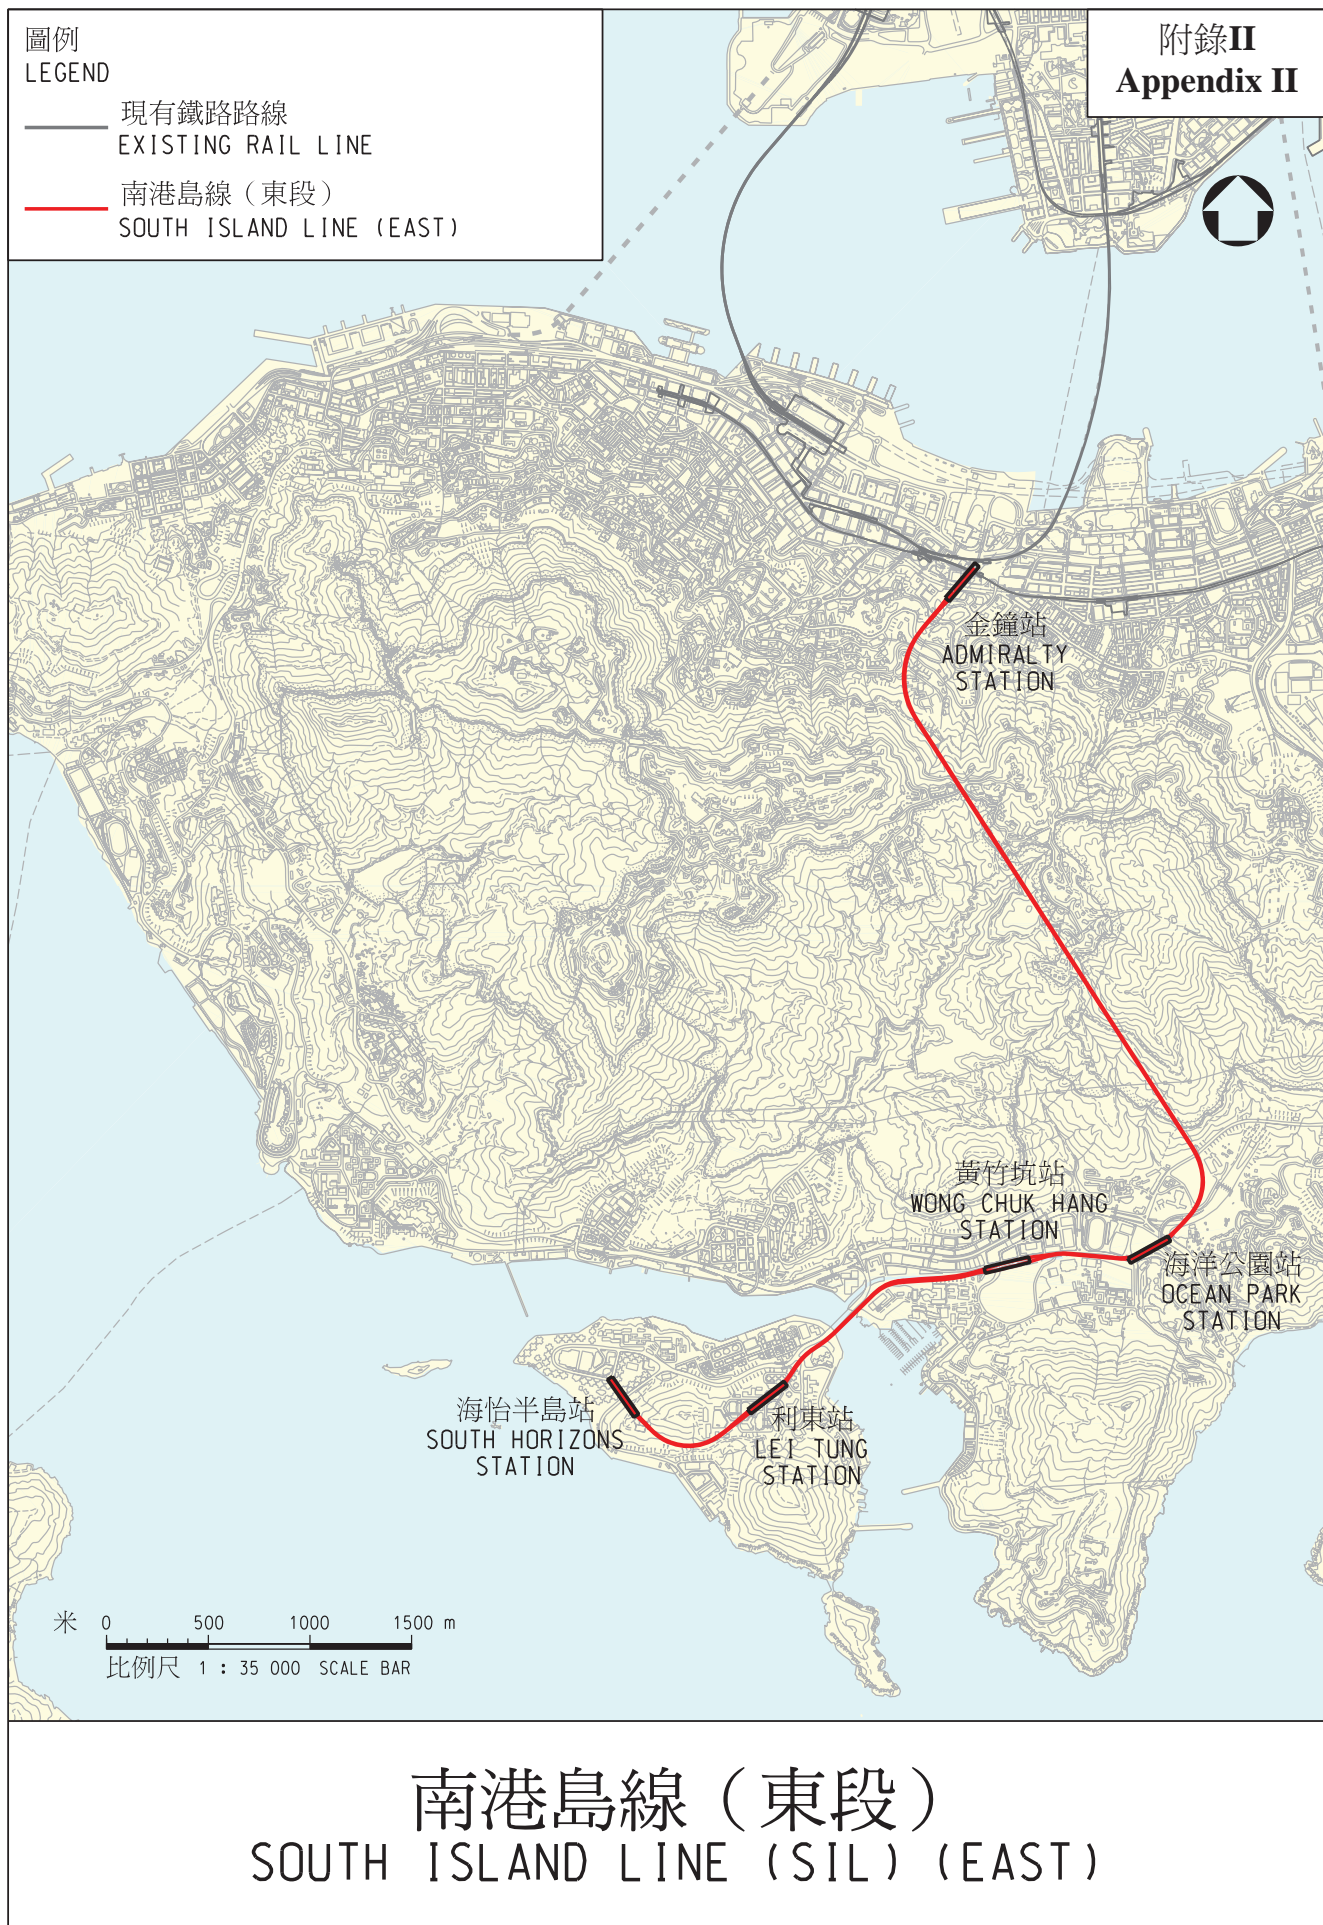 圖例
LEGEND
現有鐵路路線
EXISTING RAIL LINE
南港島線（東段）
SOUTH ISLAND LINE (EAST)
附錄II
Appendix II
金鐘站
ADMIRALTY
STATION
黃竹坑站
WONG CHUK HANG
STATION
海洋公園站
OCEAN PARK
STATION
海怡半島站
SOUTH HORIZONS
STATION
利東站
LEI TUNG
STATION
米 0 500 1000 1500 m
比例尺 1 : 35 000 SCALE BAR
南港島線（東段）
SOUTH ISLAND LINE (SIL) (EAST)